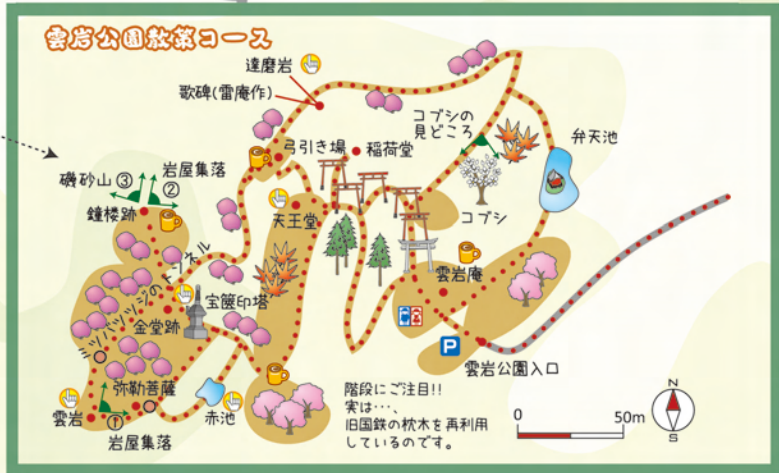 雲岩公園散策コース
達磨岩
歌碑(雷庵作)
コブシの
見どころ
弁天池
弓引き場
稲荷堂
磯砂山③
岩屋集落
②
鐘楼跡
天王堂
コブシ
ミツバツツジのトンネル
宝篋印塔
雲岩庵
金堂跡
P
雲岩公園入口
弥勒菩薩
赤池
雲岩
①
岩屋集落
階段にご注目!!
実は…、
旧国鉄の枕木を再利用
しているのです。
0
50m
N
S